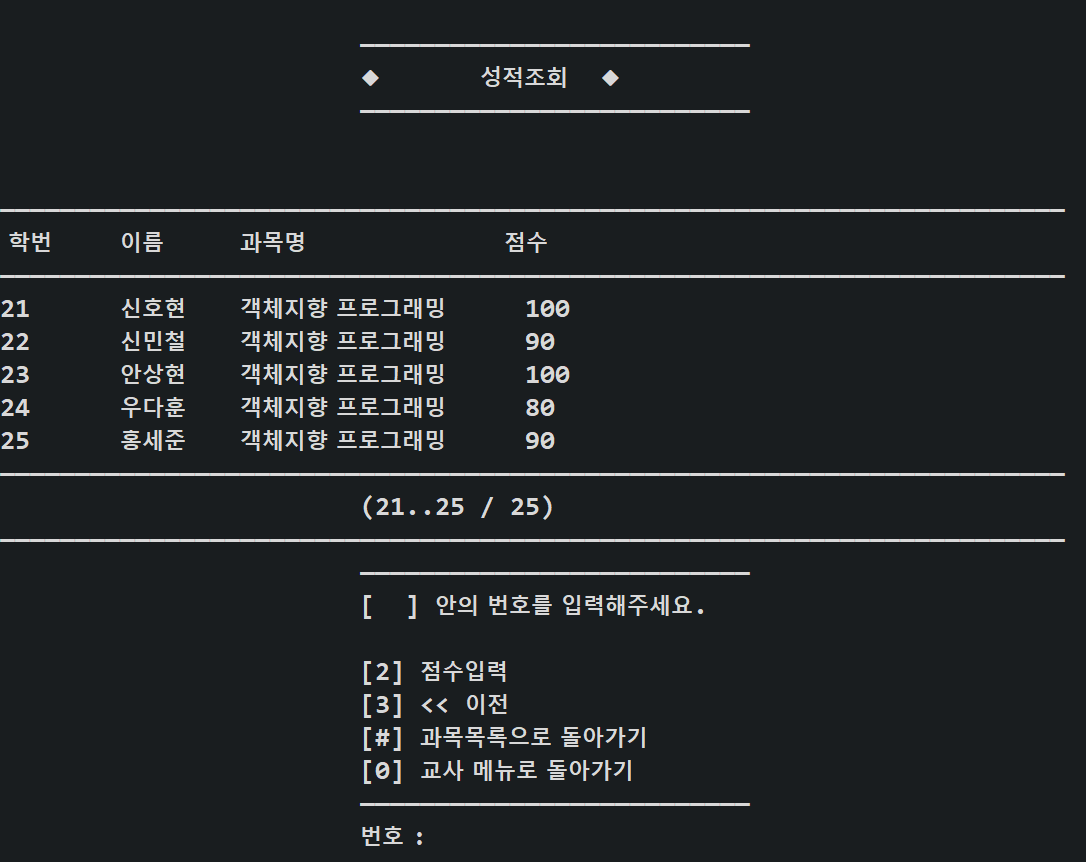 ◆ 성적조회 ◆
학번 이름 과목명 점수
21 신호현 객체지향 프로그래밍 100
22 신민철 객체지향 프로그래밍 90
23 안상현 객체지향 프로그래밍 100
24 우다훈 객체지향 프로그래밍 80
25 홍세준 객체지향 프로그래밍 90
(21..25 / 25)
[  ] 안의 번호를 입력해주세요.
[2] 점수입력
[3] << 이전
[#] 과목목록으로 돌아가기
[0] 교사 메뉴로 돌아가기
번호 :